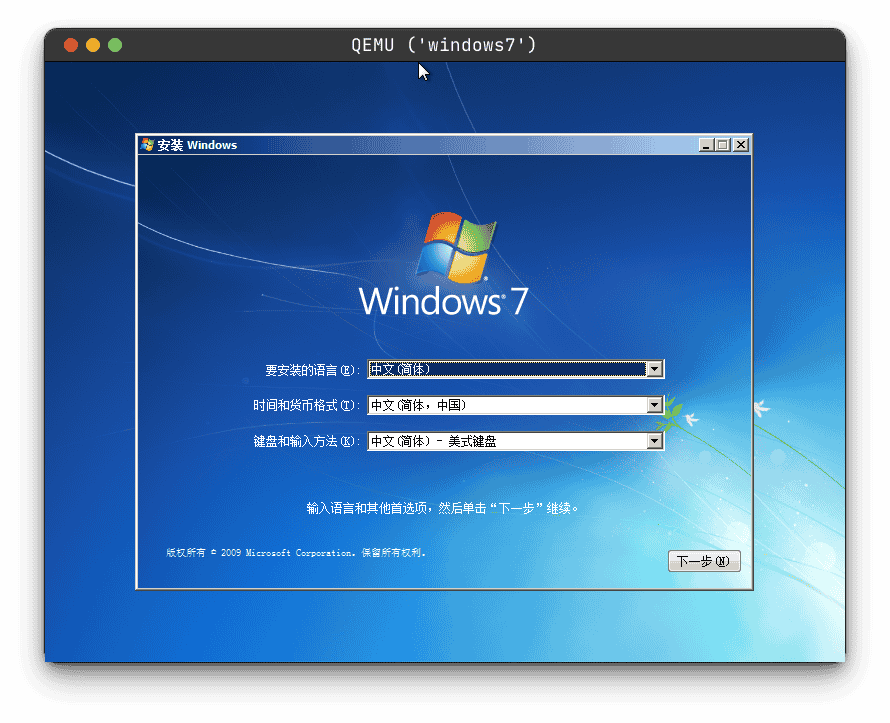 QEMU ('windows7')
安装 Windows
Windows® 7
要安装的语言(E): 中文(简体)
时间和货币格式(T): 中文(简体，中国)
键盘和输入方法(K): 中文(简体) - 美式键盘
输入语言和其他首选项，然后单击“下一步”继续。
版权所有 © 2009 Microsoft Corporation。保留所有权利。
下一步(N)